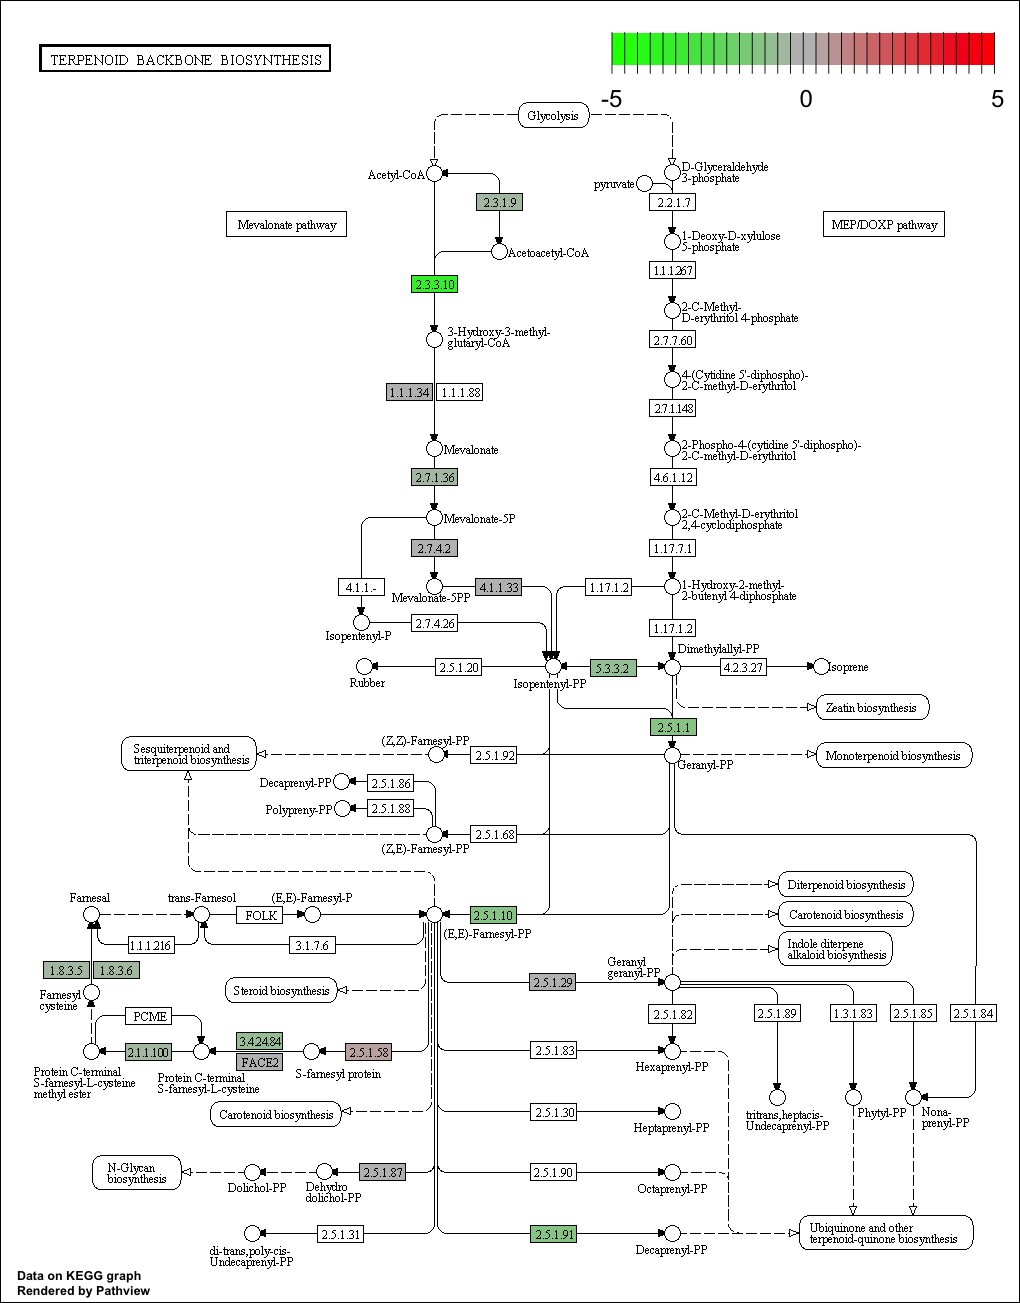 TERPENOID BACKBONE BIOSYNTHESIS
-5
0
5
Glycolysis
Acetyl-CoA
D-Glyceraldehyde
3-phosphate
pyruvate
2.3.1.9
2.2.1.7
Mevalonate pathway
MEP/DOXP pathway
1-Deoxy-D-xylulose
5-phosphate
Acetoacetyl-CoA
1.1.1.267
2.3.3.10
2-C-Methyl-
D-erythritol 4-phosphate
3-Hydroxy-3-methyl-
glutaryl-CoA
2.7.7.60
4-(Cytidine 5'-diphospho)-
2-C-methyl-D-erythritol
1.1.1.34
1.1.1.88
2.7.1.148
Mevalonate
2-Phospho-4-(cytidine 5'-diphospho)-
2-C-methyl-D-erythritol
2.7.1.36
4.6.1.12
Mevalonate-5P
2-C-Methyl-D-erythritol
2,4-cyclodiphosphate
2.7.4.2
1.17.7.1
4.1.1.-
Mevalonate-5PP
4.1.1.33
1.17.1.2
1-Hydroxy-2-methyl-
2-butenyl 4-diphosphate
Isopentenyl-P
2.7.4.26
1.17.1.2
Dimethylallyl-PP
Rubber
2.5.1.20
Isopentenyl-PP
5.3.3.2
4.2.3.27
Isoprene
Zeatin biosynthesis
2.5.1.1
Sesquiterpenoid and
triterpenoid biosynthesis
(Z,Z)-Farnesyl-PP
2.5.1.92
Geranyl-PP
Monoterpenoid biosynthesis
Decaprenyl-PP
2.5.1.86
Polypreny-PP
2.5.1.88
(Z,E)-Farnesyl-PP
2.5.1.68
Diterpenoid biosynthesis
Farnesal
trans-Farnesol
(E,E)-Farnesyl-P
FOLK
2.5.1.10
(E,E)-Farnesyl-PP
Carotenoid biosynthesis
1.1.1.216
3.1.7.6
Indole diterpene
alkaloid biosynthesis
1.8.3.5
1.8.3.6
Geranyl
geranyl-PP
2.5.1.29
Farnesyl
cysteine
Steroid biosynthesis
PCME
2.5.1.82
2.5.1.89
1.3.1.83
2.5.1.85
2.5.1.84
2.1.1.100
3.4.24.84
FACE2
2.5.1.58
2.5.1.83
Hexaprenyl-PP
Protein C-terminal
S-farnesyl-L-cysteine
methyl ester
Protein C-terminal
S-farnesyl-L-cysteine
S-farnesyl protein
Carotenoid biosynthesis
2.5.1.30
Heptaprenyl-PP
tritrans,heptacis-
Undecaprenyl-PP
Phytyl-PP
Nona-
prenyl-PP
N-Glycan
biosynthesis
Dolichol-PP
Dehydro
dolichol-PP
2.5.1.87
2.5.1.90
Octaprenyl-PP
di-trans,poly-cis-
Undecaprenyl-PP
2.5.1.31
2.5.1.91
Decaprenyl-PP
Ubiquinone and other
terpenoid-quinone biosynthesis
Data on KEGG graph
Rendered by Pathview